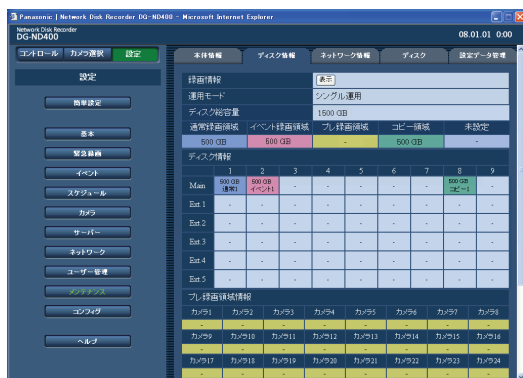 Panasonic | Network Disk Recorder DG-ND400 - Microsoft Internet Explorer
Network Disk Recorder
DG-ND400
08.01.01 0:00
コントロール カメラ選択 設定
本体情報 ディスク情報 ネットワーク情報 ディスク 設定データ管理
設定
簡単設定
基本
緊急録画
イベント
スケジュール
カメラ
サーバー
ネットワーク
ユーザー管理
メンテナンス
コンフィグ
ヘルプ
録画情報 表示
運用モード シングル運用
ディスク総容量 1500 GB
通常録画領域 イベント録画領域 プレ録画領域 コピー領域 未設定
500 GB 500 GB - 500 GB -
ディスク情報
1 2 3 4 5 6 7 8 9
Main 500 GB 通常1 500 GB イベント1 - - - - - 500 GB コピー1 -
Ext.1 - - - - - - - - -
Ext.2 - - - - - - - - -
Ext.3 - - - - - - - - -
Ext.4 - - - - - - - - -
Ext.5 - - - - - - - - -
プレ録画領域情報
カメラ1 カメラ2 カメラ3 カメラ4 カメラ5 カメラ6 カメラ7 カメラ8
- - - - - - - -
カメラ9 カメラ10 カメラ11 カメラ12 カメラ13 カメラ14 カメラ15 カメラ16
- - - - - - - -
カメラ17 カメラ18 カメラ19 カメラ20 カメラ21 カメラ22 カメラ23 カメラ24
- - - - - - - -